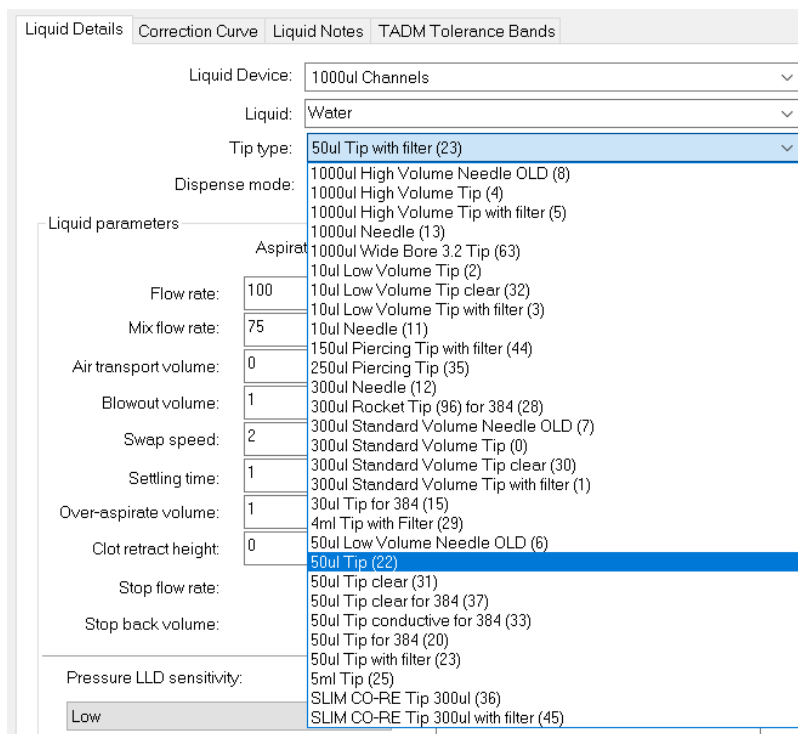 Liquid Details Correction Curve Liquid Notes TADM Tolerance Bands
Liquid Device: 1000ul Channels
Liquid: Water
Tip type: 50ul Tip with filter (23)
Dispense mode:
1000ul High Volume Needle OLD (8)
1000ul High Volume Tip (4)
1000ul High Volume Tip with filter (5)
1000ul Needle (13)
1000ul Wide Bore 3.2 Tip (63)
10ul Low Volume Tip (2)
10ul Low Volume Tip clear (32)
10ul Low Volume Tip with filter (3)
10ul Needle (11)
150ul Piercing Tip with filter (44)
250ul Piercing Tip (35)
300ul Needle (12)
300ul Rocket Tip (96) for 384 (28)
300ul Standard Volume Needle OLD (7)
300ul Standard Volume Tip (0)
300ul Standard Volume Tip clear (30)
300ul Standard Volume Tip with filter (1)
30ul Tip for 384 (15)
4ml Tip with Filter (29)
50ul Low Volume Needle OLD (6)
50ul Tip (22)
50ul Tip clear (31)
50ul Tip clear for 384 (37)
50ul Tip conductive for 384 (33)
50ul Tip for 384 (20)
50ul Tip with filter (23)
5ml Tip (25)
SLIM CO-RE Tip 300ul (36)
SLIM CO-RE Tip 300ul with filter (45)
Liquid parameters
Aspirat
Flow rate: 100
Mix flow rate: 75
Air transport volume: 0
Blowout volume: 1
Swap speed: 2
Settling time: 1
Over-aspirate volume: 1
Clot retract height: 0
Stop flow rate:
Stop back volume:
Pressure LLD sensitivity:
Low